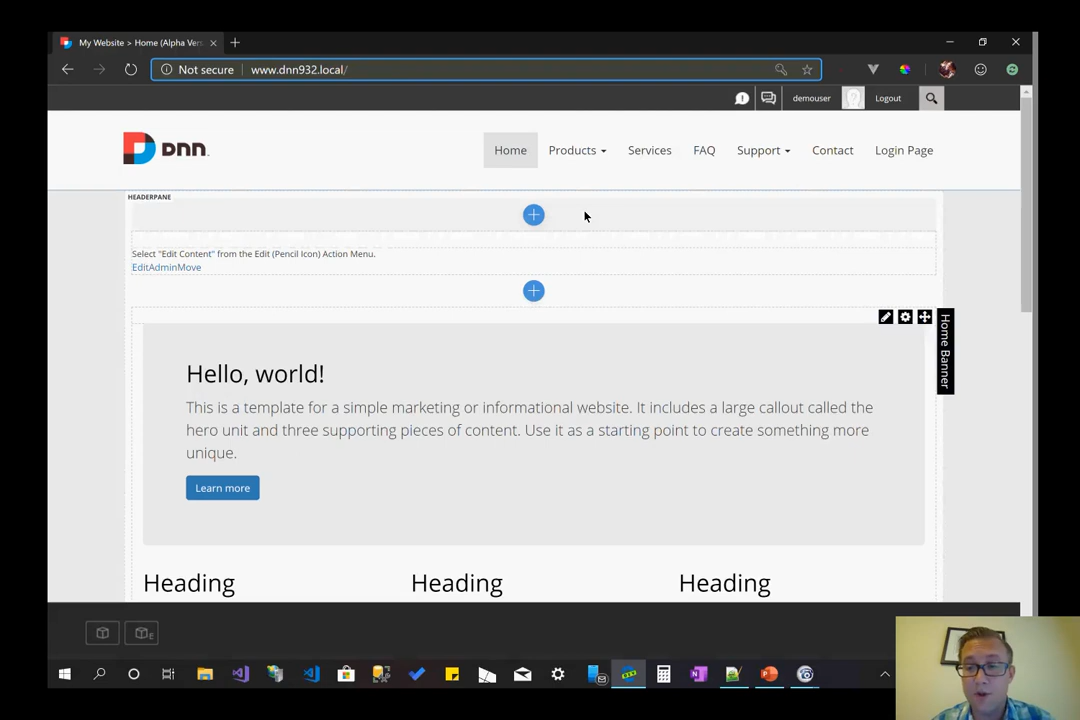 My Website > Home (Alpha Ver
Not secure
www.dnn932.local/
demouser
Logout
DNN
Home
Products
Services
FAQ
Support
Contact
Login Page
HEADERPANE
Select "Edit Content" from the Edit (Pencil Icon) Action Menu.
EditAdminMove
Home Banner
Hello, world!
This is a template for a simple marketing or informational website. It includes a large callout called the
hero unit and three supporting pieces of content. Use it as a starting point to create something more
unique.
Learn more
Heading
Heading
Heading
E